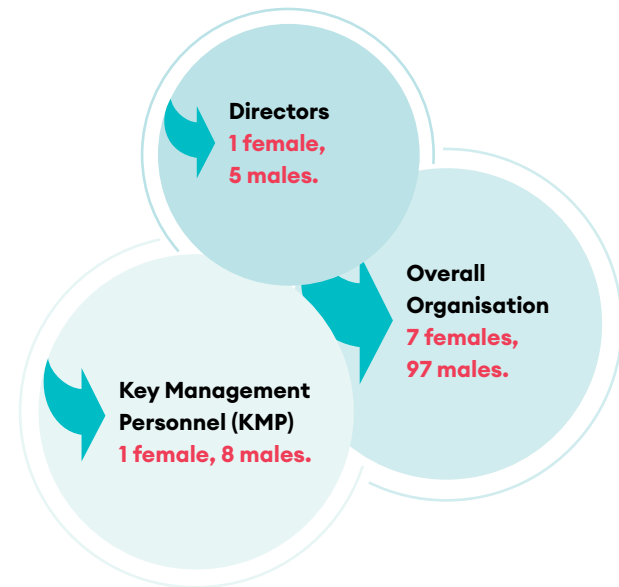 Directors
1 female,
5 males.
Overall
Organisation
7 females,
97 males.
Key Management
Personnel (KMP)
1 female, 8 males.